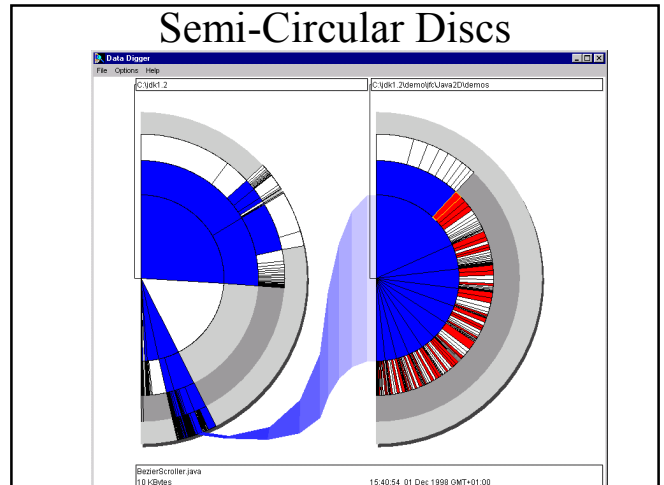 Semi-Circular Discs
Data Digger
File Options Help
C:\jdk1.2
C:\jdk1.2\demo\jfc\Java2D\demos
BezierScroller.java
10 KBytes
15:40:54 01 Dec 1998 GMT+01:00